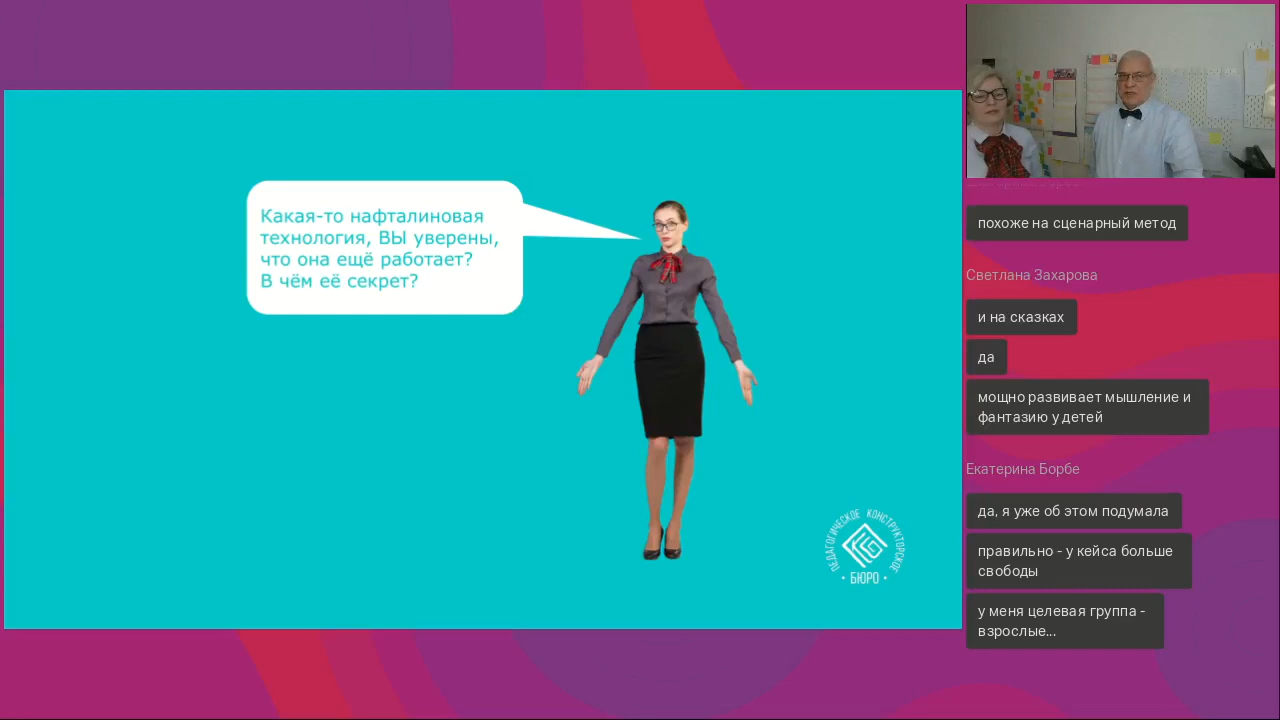 Какая-то нафталиновая
технология, ВЫ уверены,
что она ещё работает?
В чём её секрет?
ПЕДАГОГИЧЕСКОЕ КОНСТРУКТОРСКОЕ
• БЮРО •
похоже на сценарный метод
Светлана Захарова
и на сказках
да
мощно развивает мышление и
фантазию у детей
Екатерина Борбе
да, я уже об этом подумала
правильно - у кейса больше
свободы
у меня целевая группа -
взрослые...